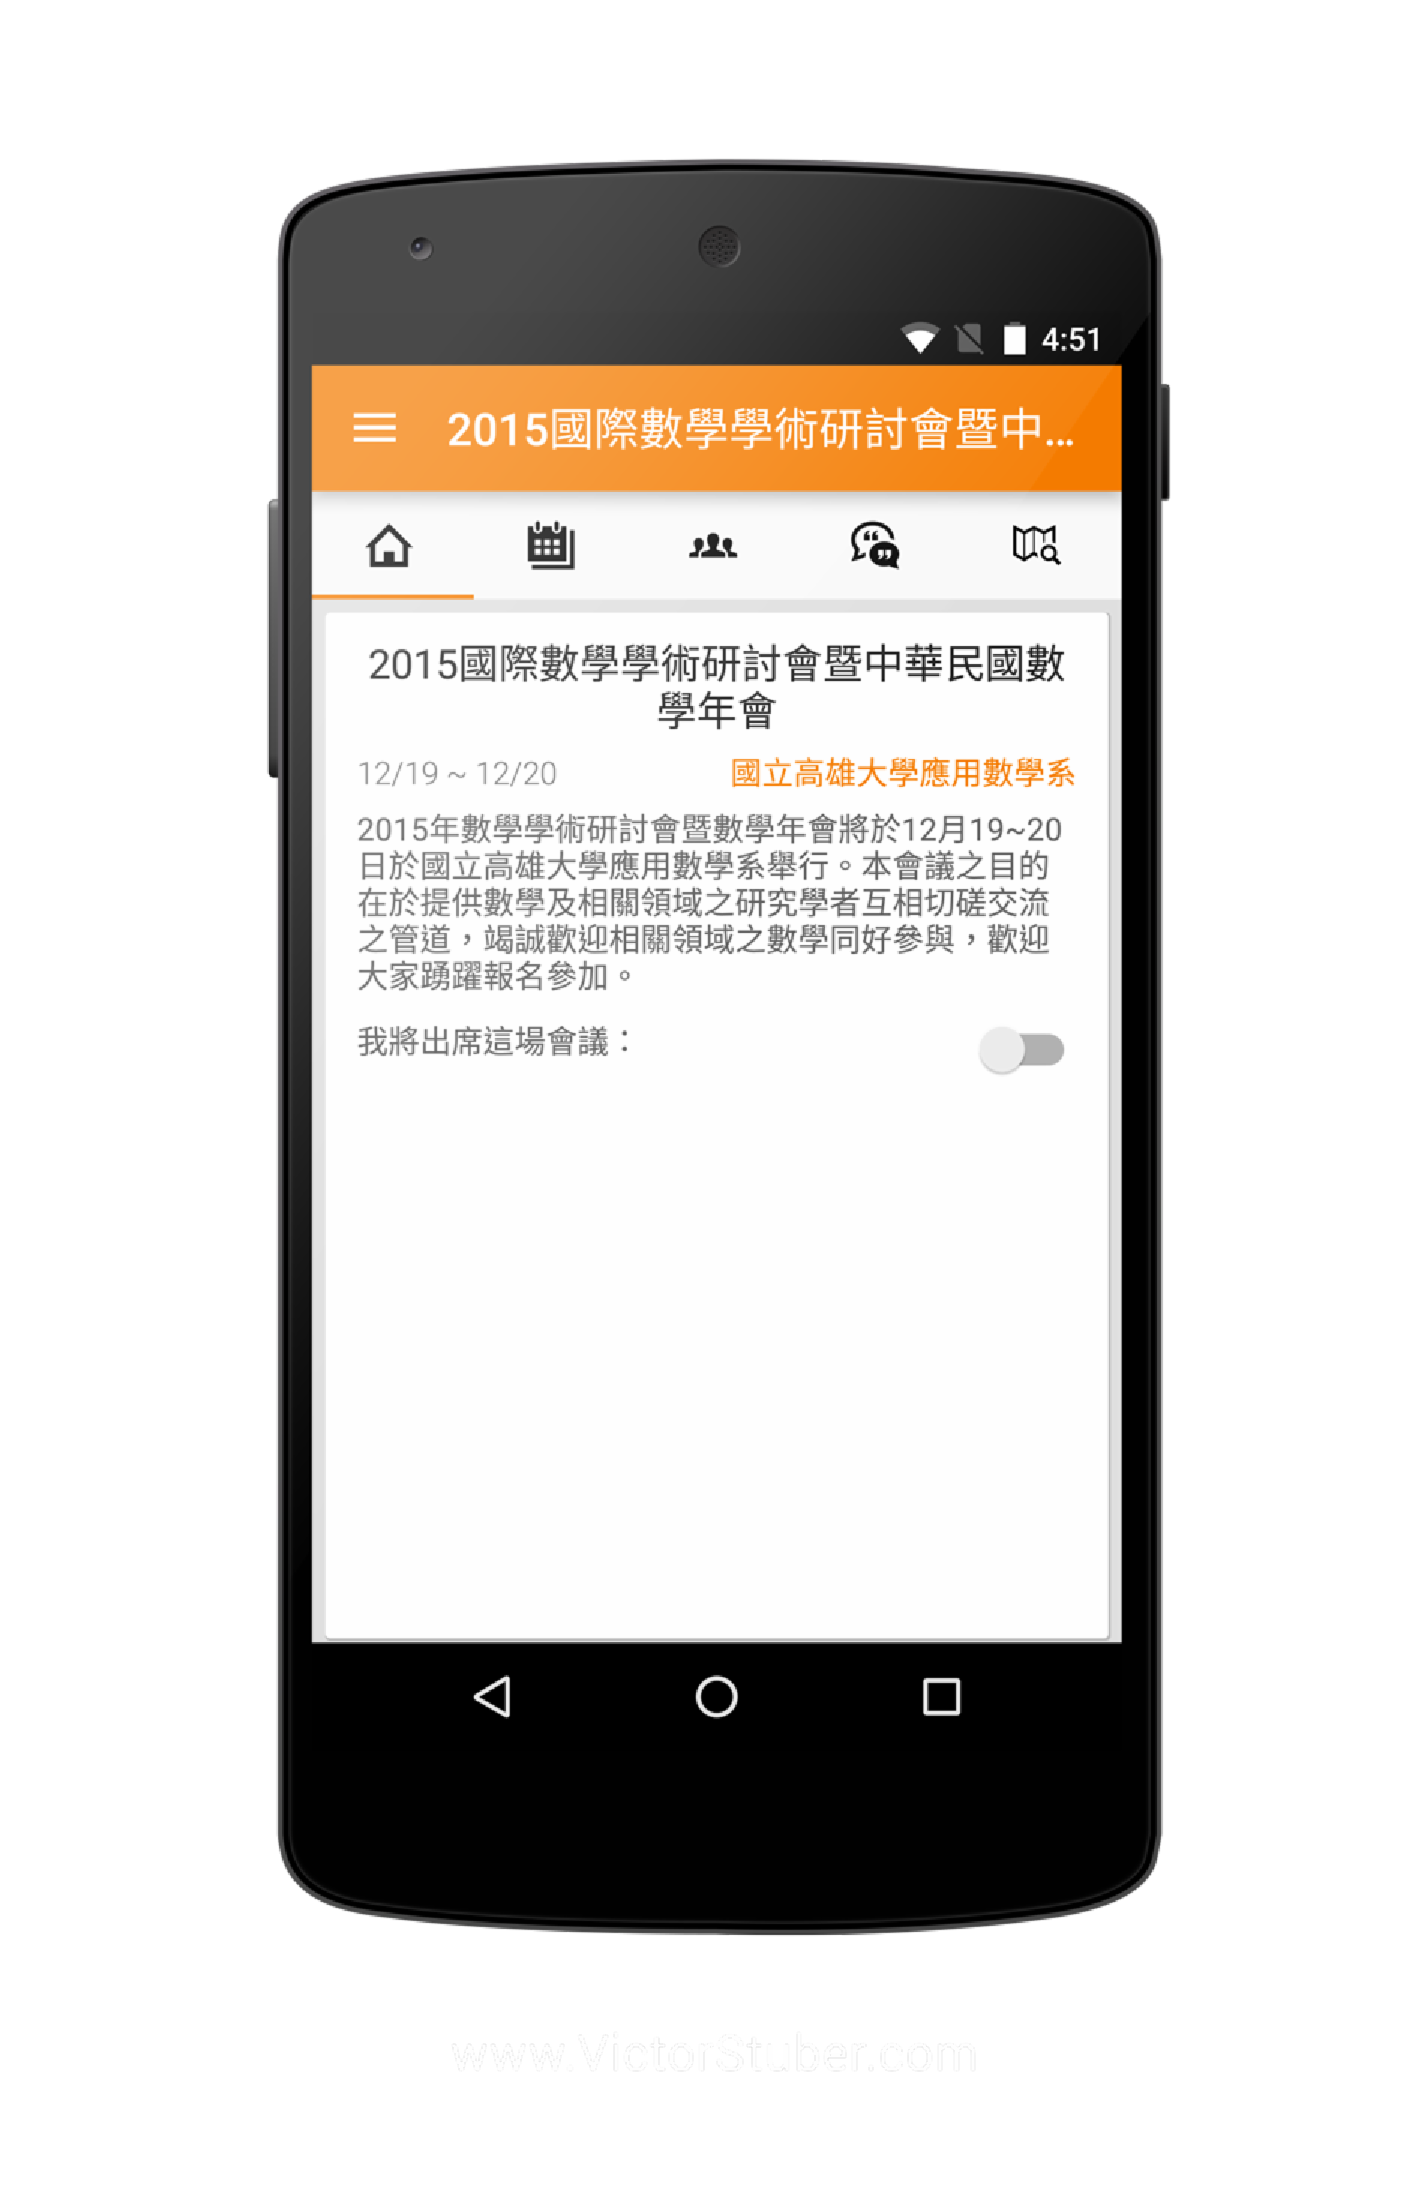 4:51
2015國際數學學術研討會暨中...
2015國際數學學術研討會暨中華民國數
學年會
12/19 ~ 12/20
國立高雄大學應用數學系
2015年數學學術研討會暨數學年會將於12月19~20
日於國立高雄大學應用數學系舉行。本會議之目的
在於提供數學及相關領域之研究學者互相切磋交流
之管道，竭誠歡迎相關領域之數學同好參與，歡迎
大家踴躍報名參加。
我將出席這場會議：
www.VictorStuber.com